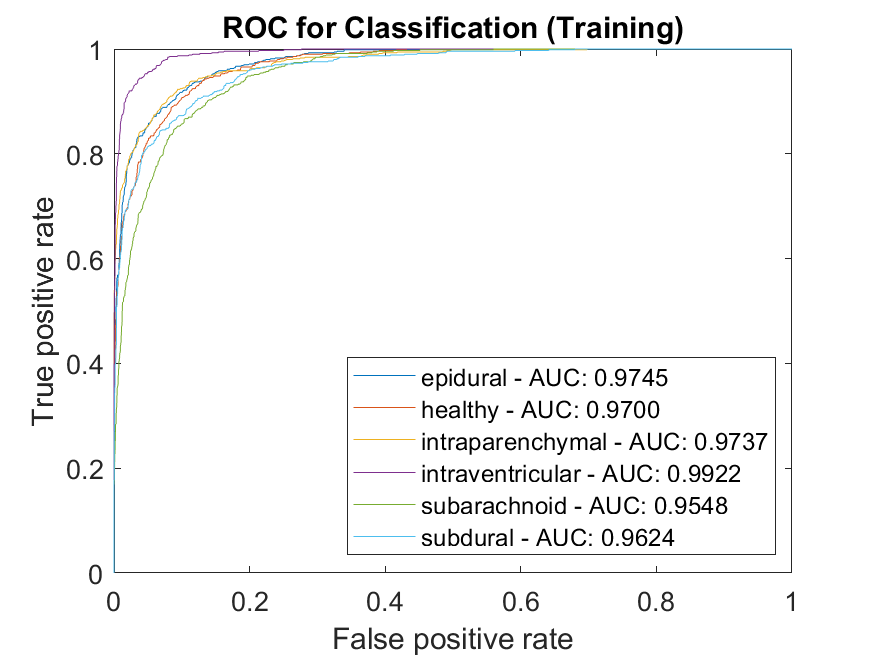 ROC for Classification (Training)
1
0.8
0.6
0.4
0.2
0
True positive rate
epidural - AUC: 0.9745
healthy - AUC: 0.9700
intraparenchymal - AUC: 0.9737
intraventricular - AUC: 0.9922
subarachnoid - AUC: 0.9548
subdural - AUC: 0.9624
0 0.2 0.4 0.6 0.8 1
False positive rate